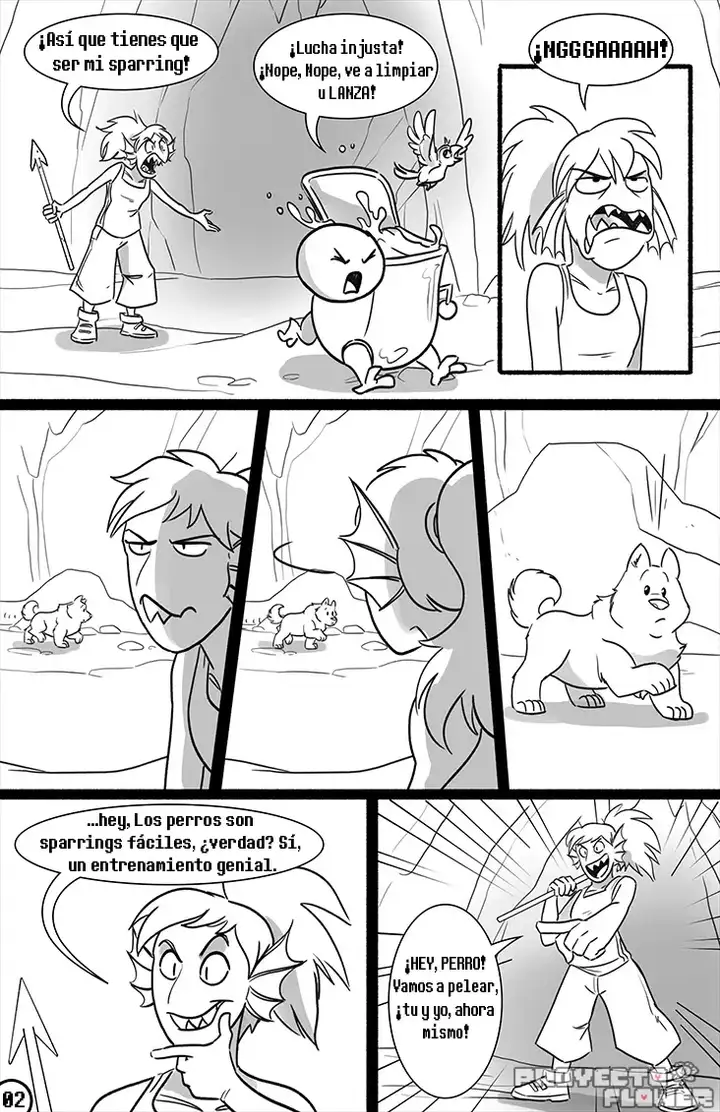 ¡Así que tienes que
ser mi sparring!
¡Lucha injusta!
¡Nope, Nope, ve a limpiar
u LANZA!
¡NGGGAAAAH!
...hey, Los perros son
sparrings fáciles, ¿verdad? Sí,
un entrenamiento genial.
¡HEY, PERRO!
Vamos a pelear,
¡tu y yo, ahora
mismo!
02
PROYECTO
FLOWER